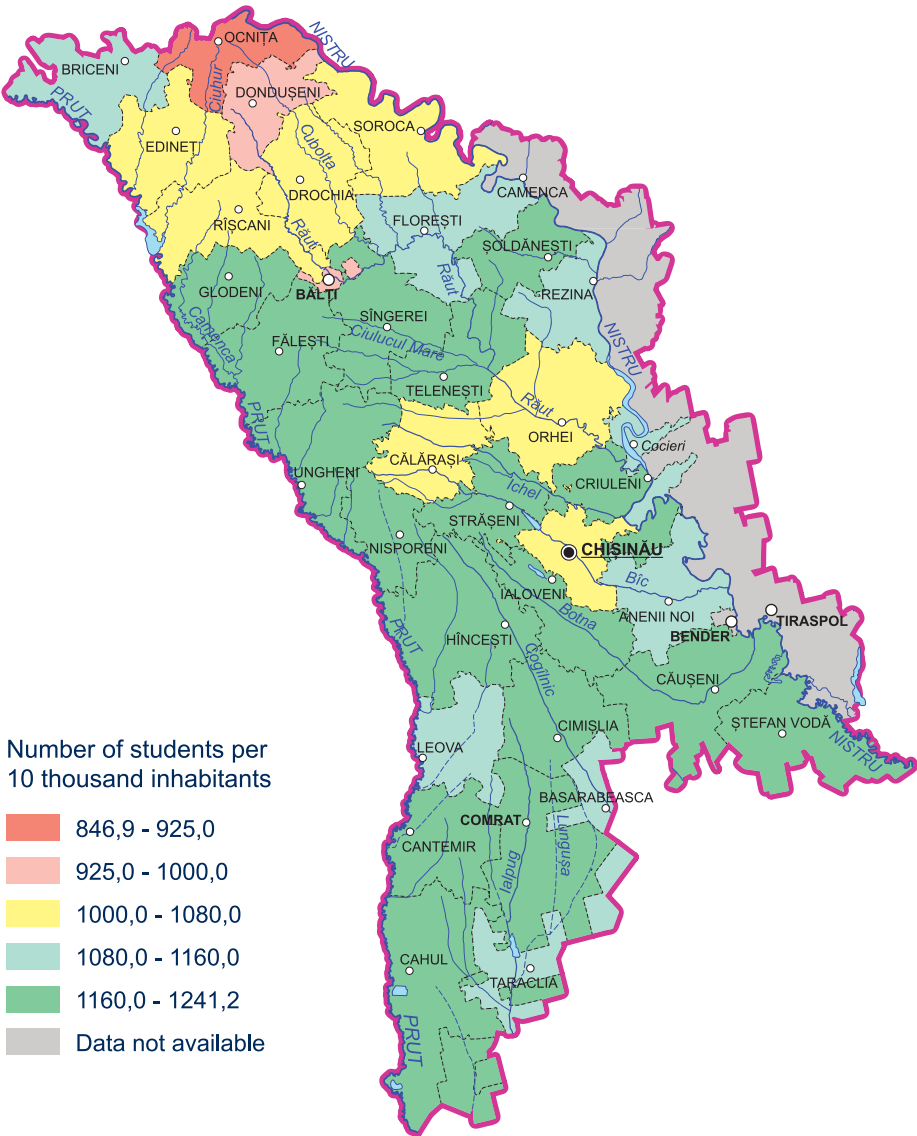 OCNIȚA
NISTRU
BRICENI
PRUT
Ciuhur
DONDUȘENI
SOROCA
EDINEȚ
Cubolta
CAMENCA
DROCHIA
RÎȘCANI
FLOREȘTI
Răut
ȘOLDĂNEȘTI
GLODENI
BĂLȚI
Răut
REZINA
Camenca
SÎNGEREI
Ciulucul Mare
NISTRU
FĂLEȘTI
TELENEȘTI
PRUT
Răut
ORHEI
Cocieri
CĂLĂRAȘI
UNGHENI
Ichel
CRIULENI
STRĂȘENI
NISPORENI
CHIȘINĂU
IALOVENI
Bîc
Botna
ANENII NOI
TIRASPOL
BENDER
HÎNCEȘTI
PRUT
Cogîlnic
CĂUȘENI
ȘTEFAN VODĂ
CIMIȘLIA
NISTRU
LEOVA
BASARABEASCA
COMRAT
CANTEMIR
Ialpug
Lungușa
CAHUL
TARACLIA
PRUT
Number of students per
10 thousand inhabitants
846,9 - 925,0
925,0 - 1000,0
1000,0 - 1080,0
1080,0 - 1160,0
1160,0 - 1241,2
Data not available